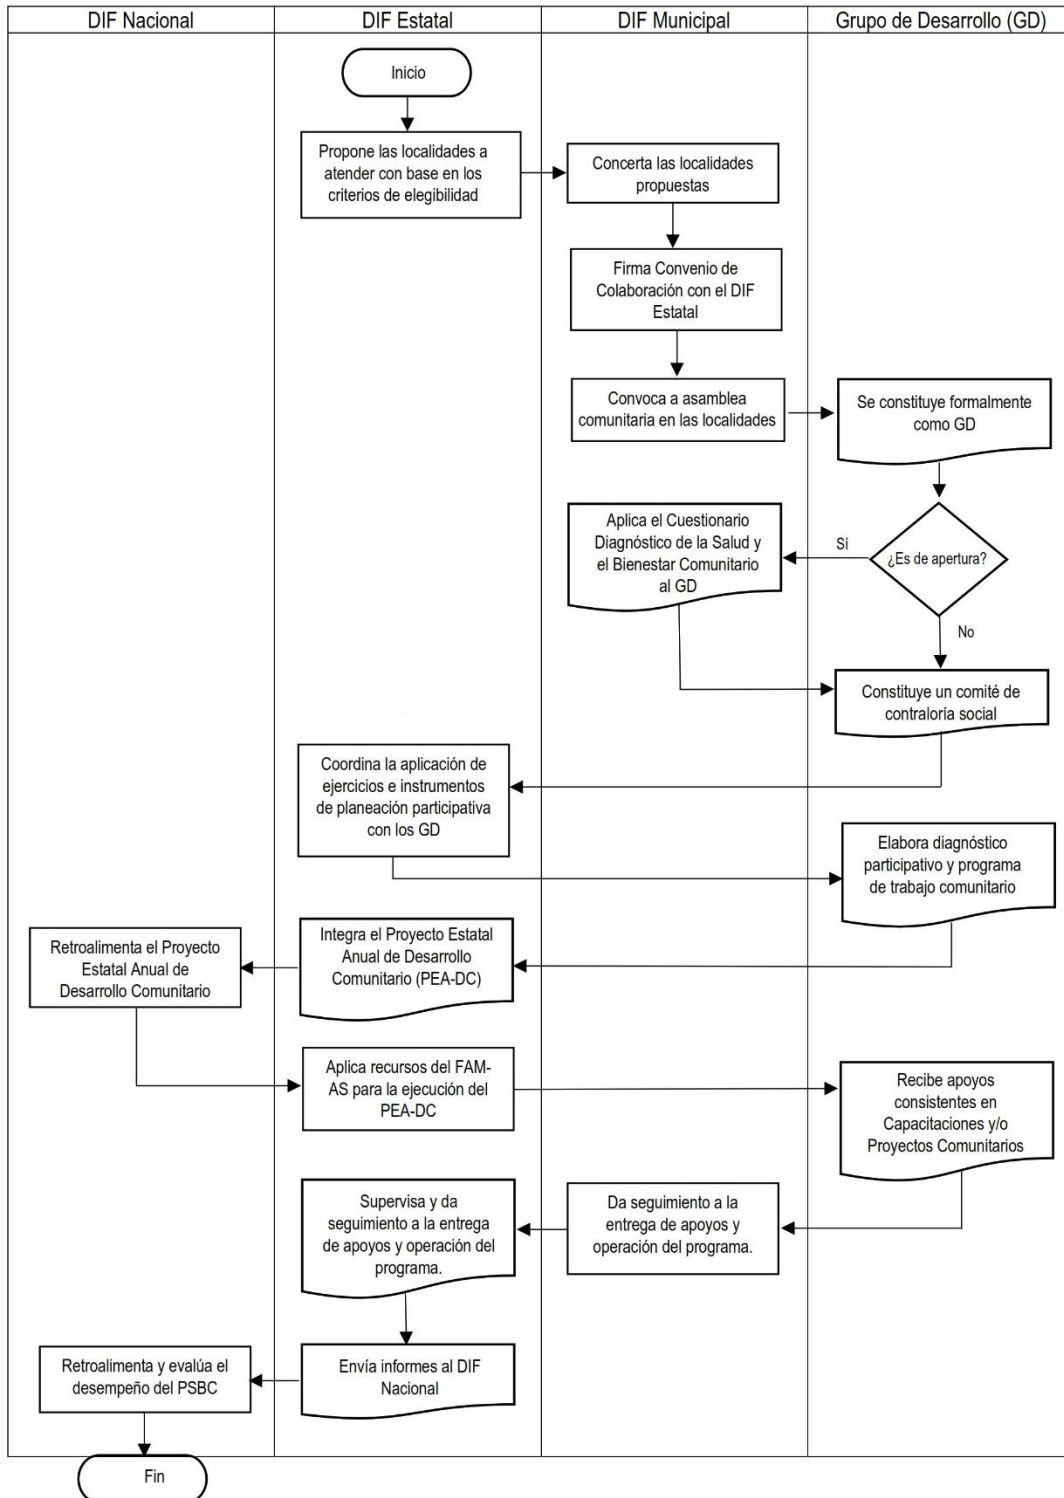 DIF Nacional
DIF Estatal
DIF Municipal
Grupo de Desarrollo (GD)
Inicio
Propone las localidades a
atender con base en los
criterios de elegibilidad
Concerta las localidades
propuestas
Firma Convenio de
Colaboración con el DIF
Estatal
Convoca a asamblea
comunitaria en las localidades
Se constituye formalmente
como GD
¿Es de apertura?
Sí
Aplica el Cuestionario
Diagnóstico de la Salud y
el Bienestar Comunitario
al GD
No
Constituye un comité de
contraloría social
Coordina la aplicación de
ejercicios e instrumentos
de planeación participativa
con los GD
Elabora diagnóstico
participativo y programa
de trabajo comunitario
Integra el Proyecto Estatal
Anual de Desarrollo
Comunitario (PEA-DC)
Retroalimenta el Proyecto
Estatal Anual de
Desarrollo Comunitario
Aplica recursos del FAM-
AS para la ejecución del
PEA-DC
Recibe apoyos
consistentes en
Capacitaciones y/o
Proyectos Comunitarios
Da seguimiento a la
entrega de apoyos y
operación del programa.
Supervisa y da
seguimiento a la entrega
de apoyos y operación del
programa.
Envía informes al DIF
Nacional
Retroalimenta y evalúa el
desempeño del PSBC
Fin